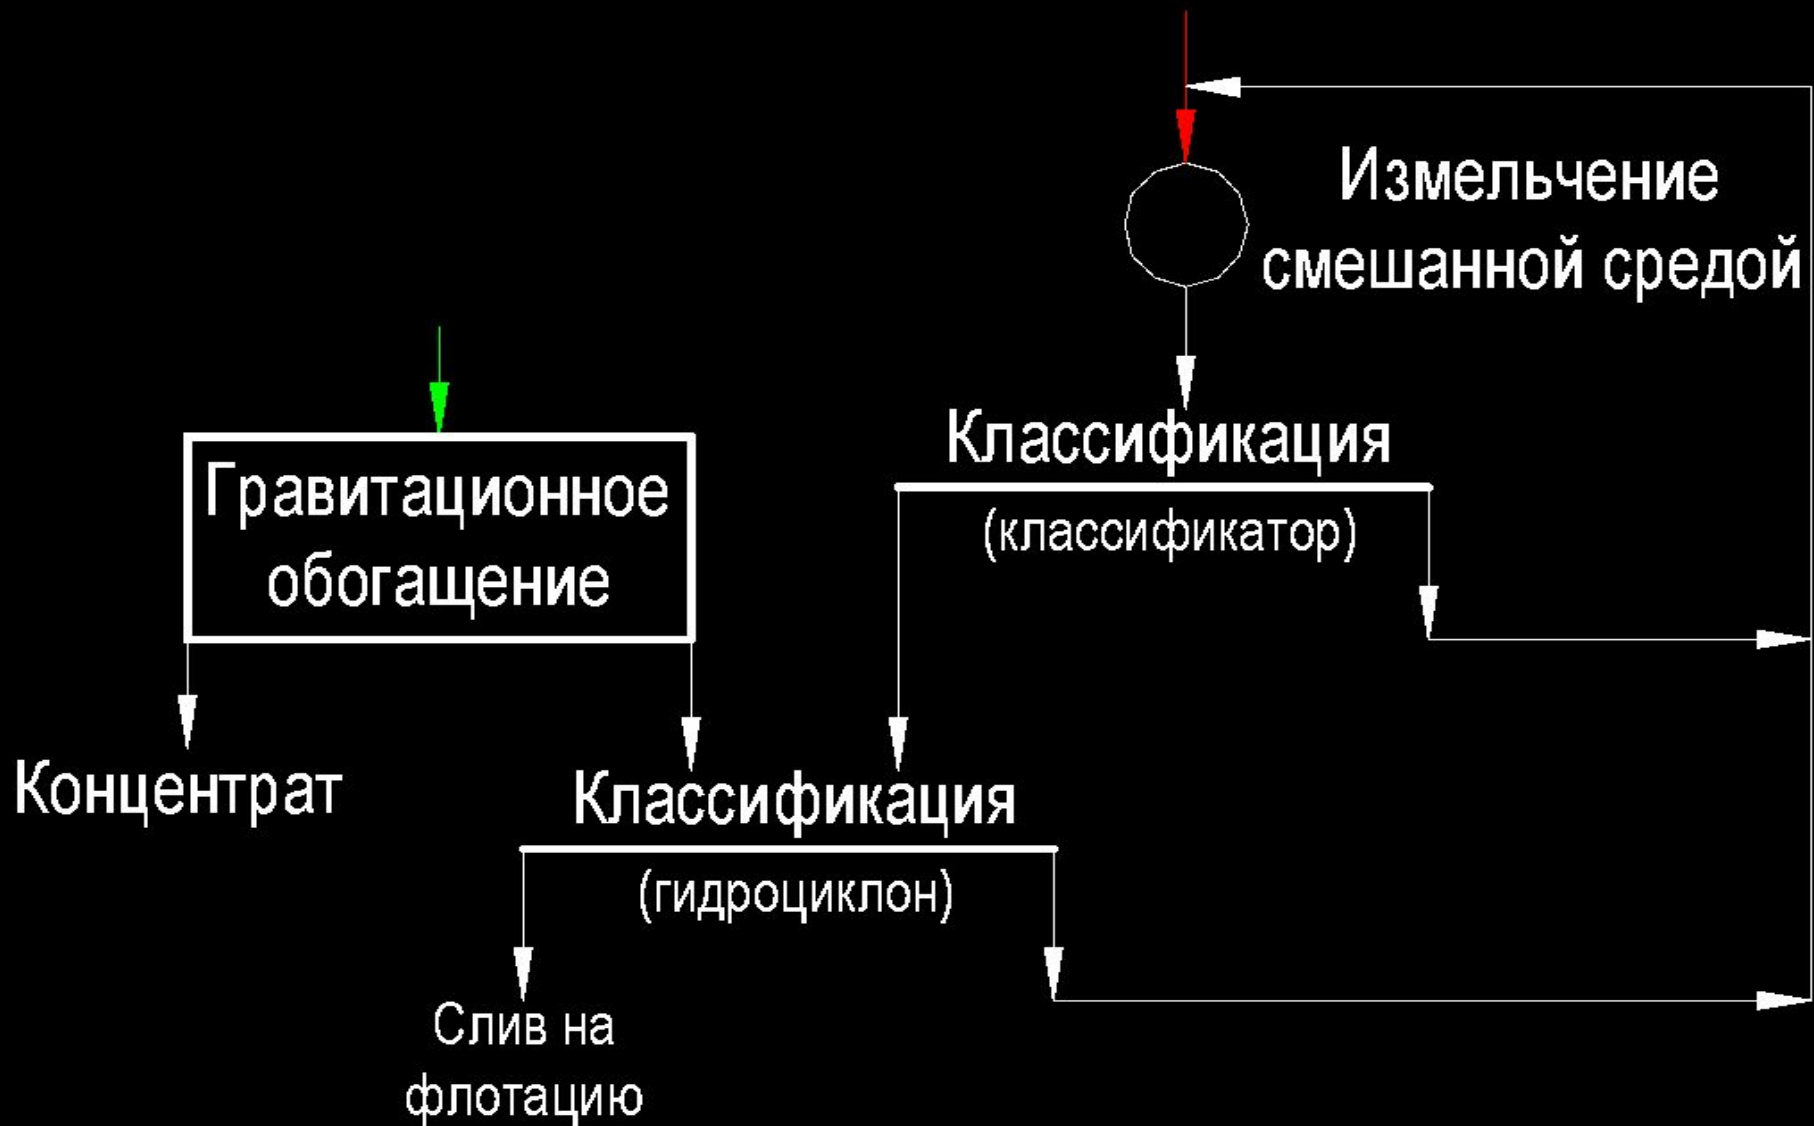 Измельчение
смешанной средой
Классификация
(классификатор)
Гравитационное
обогащение
Концентрат
Классификация
(гидроциклон)
Слив на
флотацию